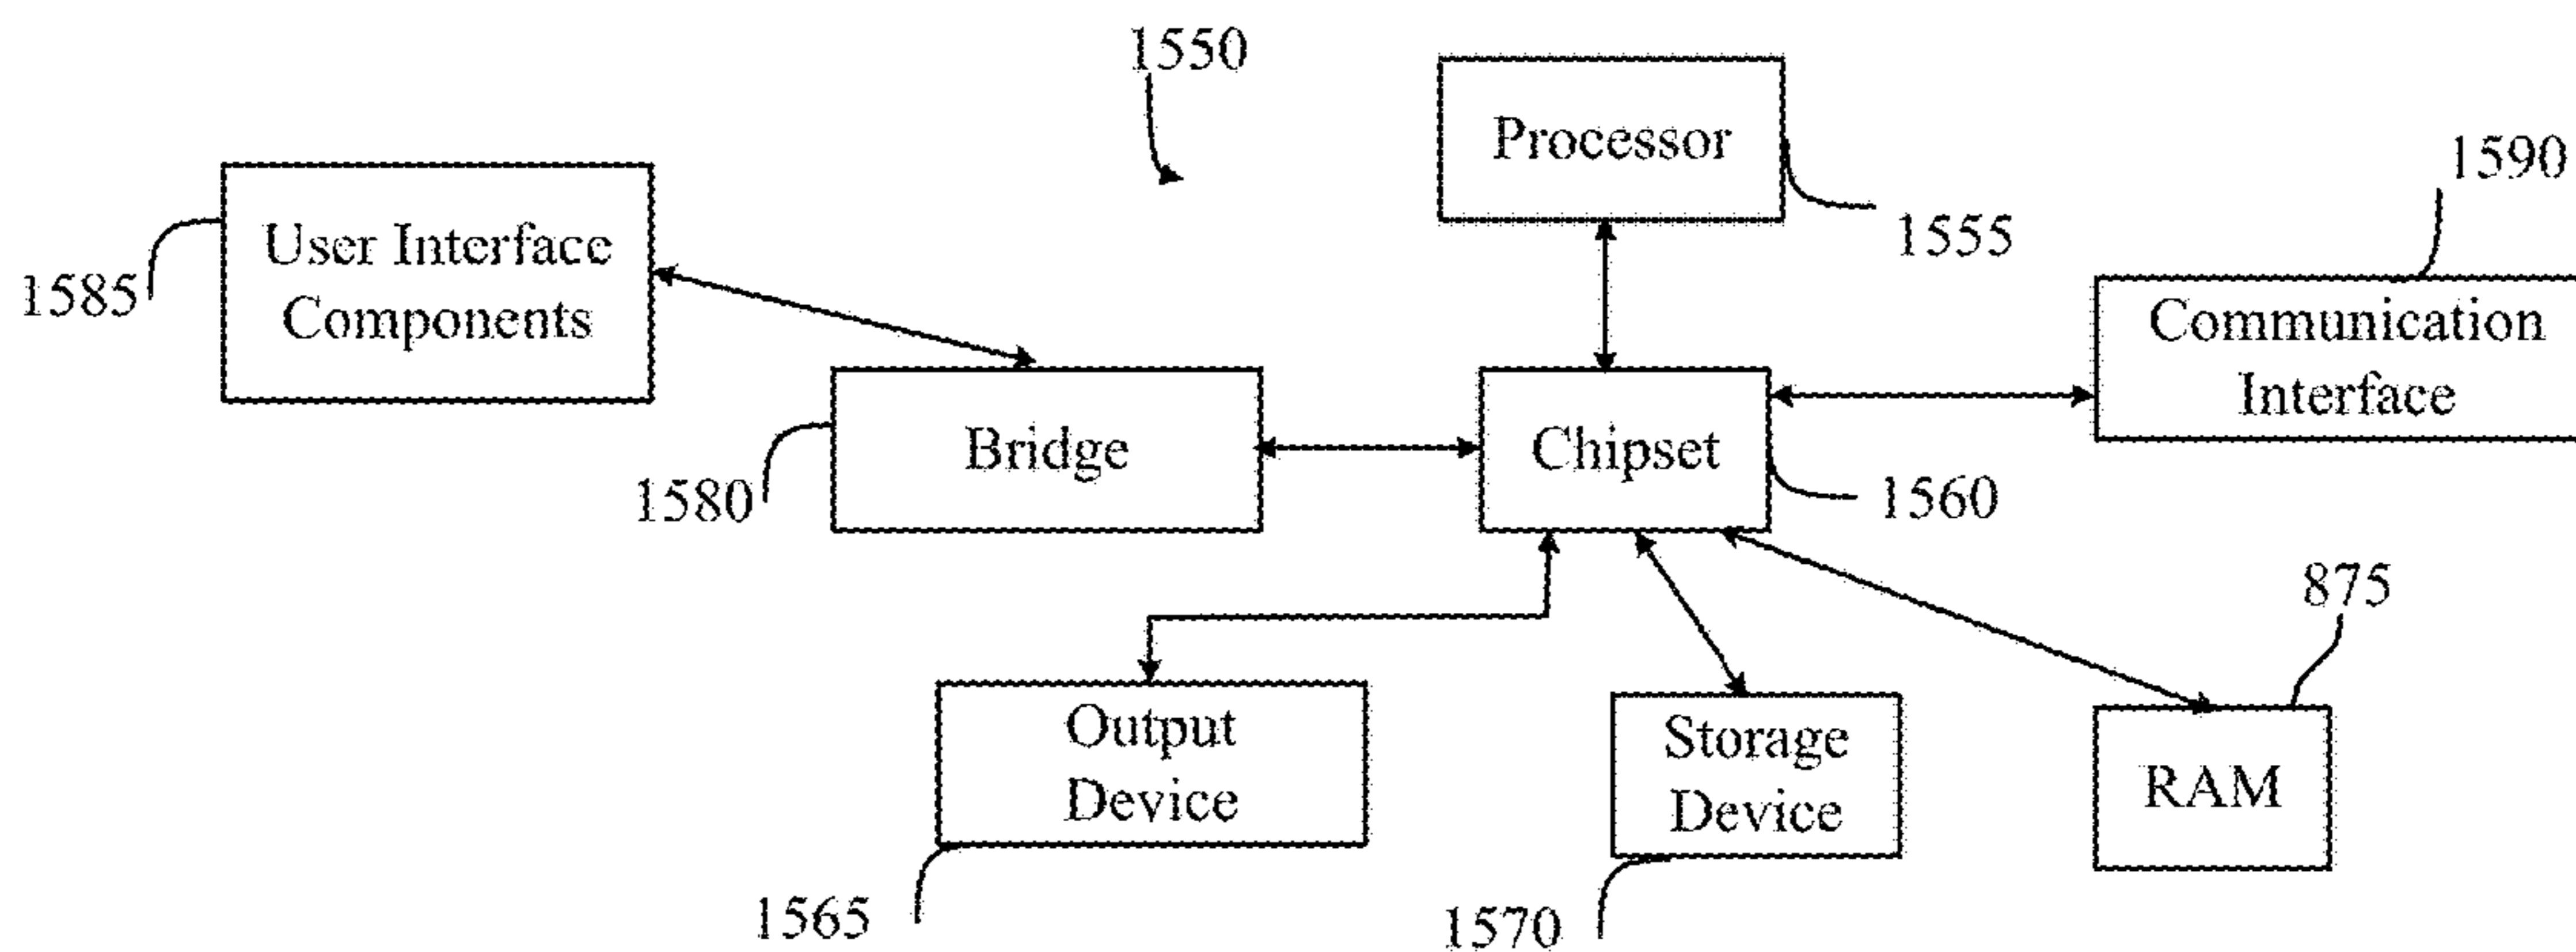 1550
Processor
1590
1555
User Interface
Components
1585
Communication
Interface
Bridge
1580
Chipset
1560
875
Output
Device
1565
Storage
Device
1570
RAM